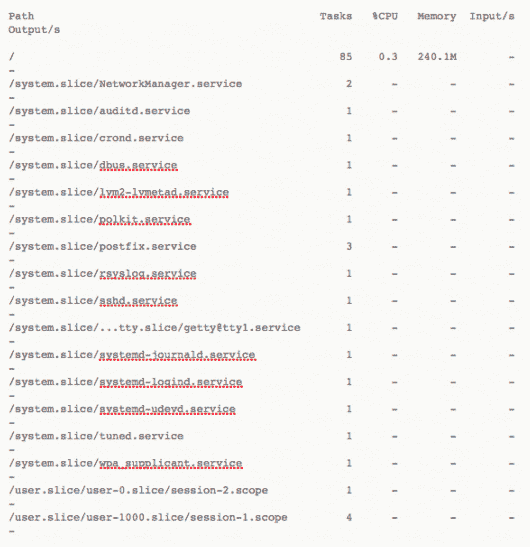 Path Tasks %CPU Memory Input/s
Output/s
/ 85 0.3 240.1M -
-
/system.slice/NetworkManager.service 2 - - -
-
/system.slice/auditd.service 1 - - -
-
/system.slice/crond.service 1 - - -
-
/system.slice/dbus.service 1 - - -
-
/system.slice/lvm2-lvmetad.service 1 - - -
-
/system.slice/polkit.service 1 - - -
-
/system.slice/postfix.service 3 - - -
-
/system.slice/rsyslog.service 1 - - -
-
/system.slice/sshd.service 1 - - -
-
/system.slice/...tty.slice/getty@tty1.service 1 - - -
-
/system.slice/systemd-journald.service 1 - - -
-
/system.slice/systemd-logind.service 1 - - -
-
/system.slice/systemd-udevd.service 1 - - -
-
/system.slice/tuned.service 1 - - -
-
/system.slice/wpa_supplicant.service 1 - - -
-
/user.slice/user-0.slice/session-2.scope 1 - - -
-
/user.slice/user-1000.slice/session-1.scope 4 - - -
-